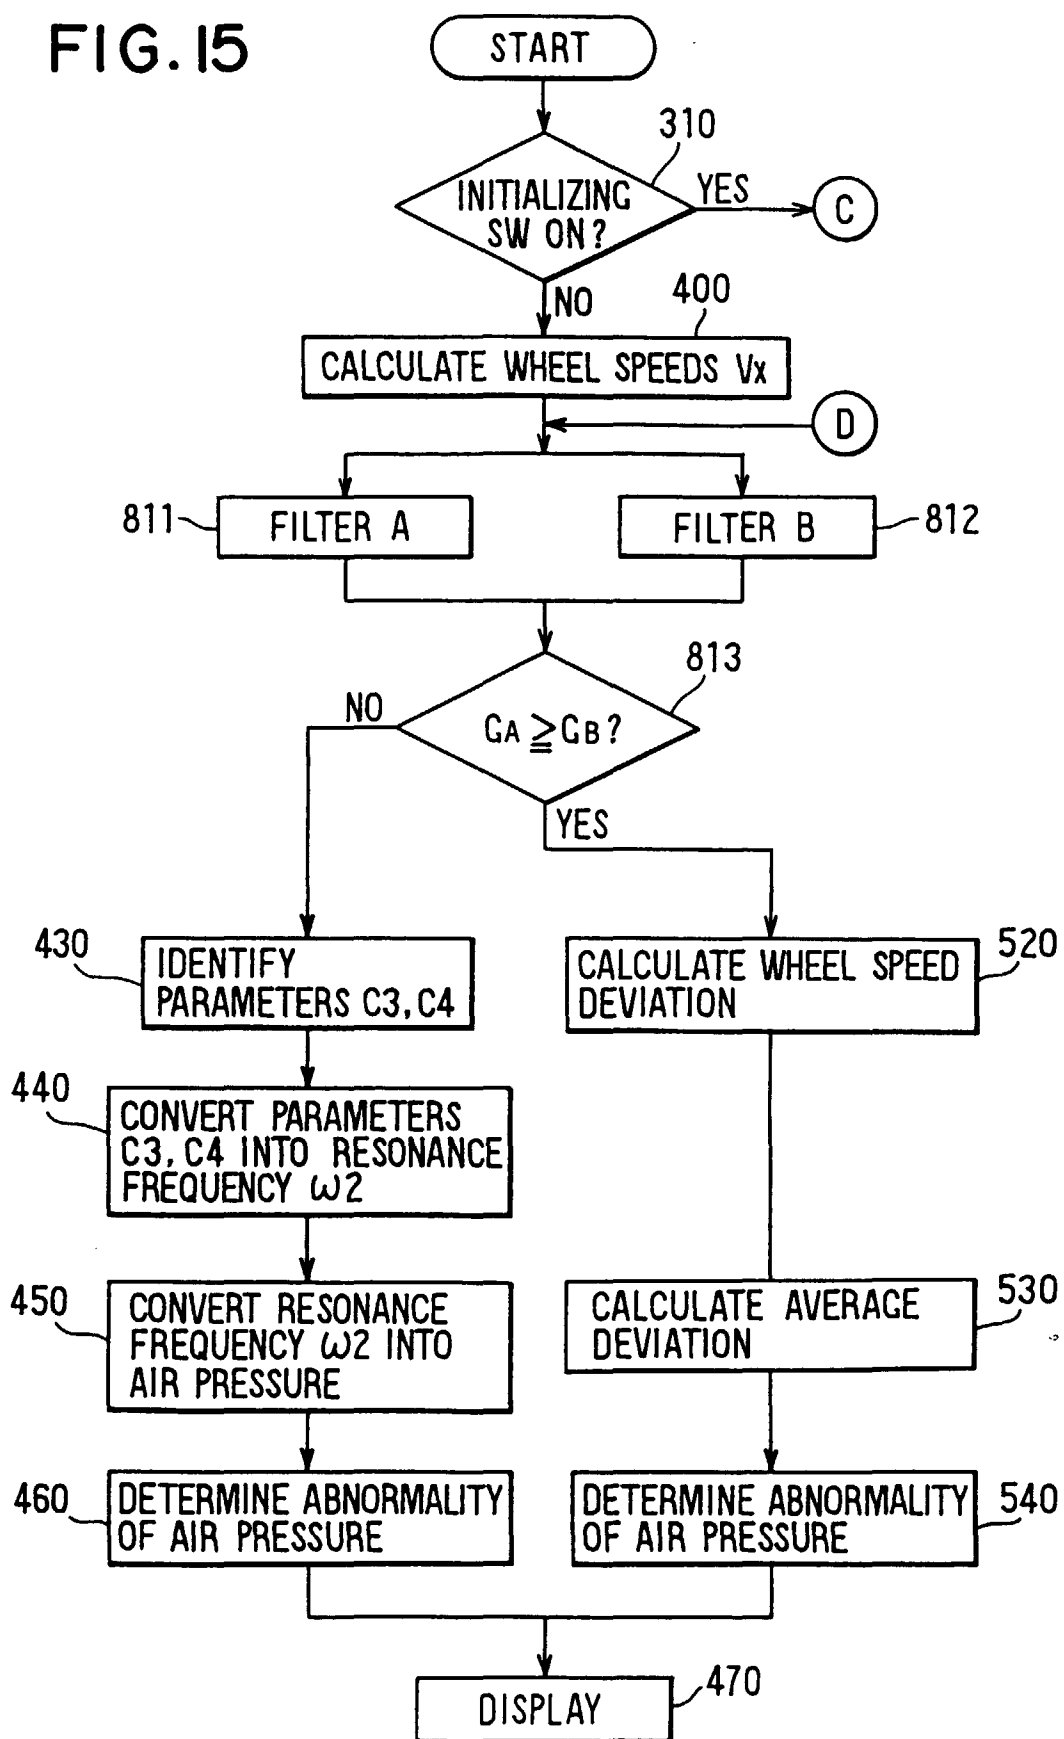 FIG. 15
START
310
INITIALIZING
SW ON?
YES
C
NO
400
CALCULATE WHEEL SPEEDS Vx
D
811
FILTER A
FILTER B
812
813
NO
GA ≧ GB?
YES
430
IDENTIFY
PARAMETERS C3, C4
CALCULATE WHEEL SPEED
DEVIATION
520
440
CONVERT PARAMETERS
C3, C4 INTO RESONANCE
FREQUENCY ω2
450
CONVERT RESONANCE
FREQUENCY ω2 INTO
AIR PRESSURE
CALCULATE AVERAGE
DEVIATION
530
460
DETERMINE ABNORMALITY
OF AIR PRESSURE
DETERMINE ABNORMALITY
OF AIR PRESSURE
540
DISPLAY
470